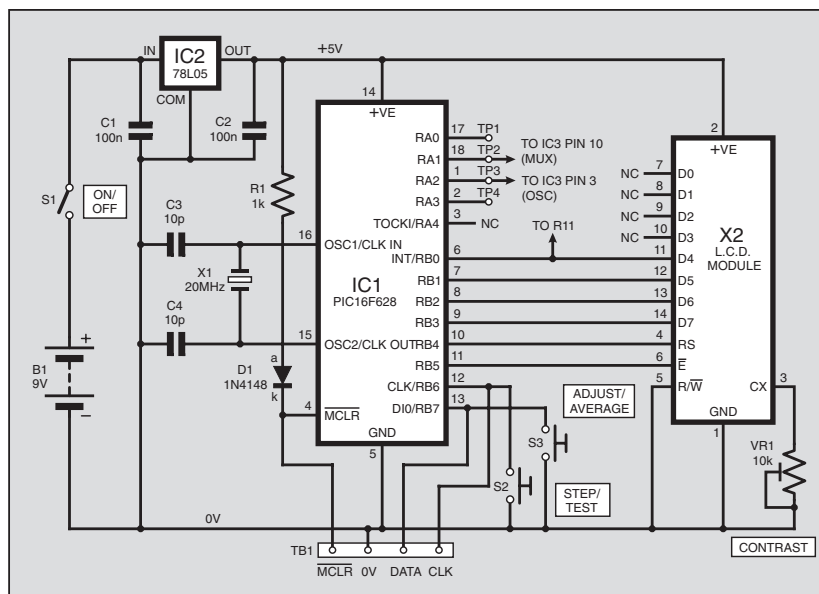 IN
IC2
78L05
OUT
COM
+5V
C1
100n
C2
100n
S1
ON/
OFF
R1
1k
C3
10p
X1
20MHz
C4
10p
B1
9V
+
−
D1
1N4148
a
k
0V
14
+VE
16
OSC1/CLK IN
IC1
PIC16F628
15
OSC2/CLK OUT
4
MCLR
GND
5
RA0
17
TP1
RA1
18
TP2
TO IC3 PIN 10
(MUX)
RA2
1
TP3
TO IC3 PIN 3
(OSC)
RA3
2
TP4
TOCKI/RA4
3
NC
TO R11
INT/RB0
6
RB1
7
RB2
8
RB3
9
RB4
10
RB5
11
CLK/RB6
12
DI0/RB7
13
ADJUST/
AVERAGE
S3
S2
STEP/
TEST
2
+VE
NC
7
D0
NC
8
D1
NC
9
D2
NC
10
D3
11
D4
12
D5
13
D6
14
D7
4
RS
6
E
5
R/W
X2
L.C.D.
MODULE
CX
3
GND
1
VR1
10k
CONTRAST
TB1
MCLR
0V
DATA
CLK